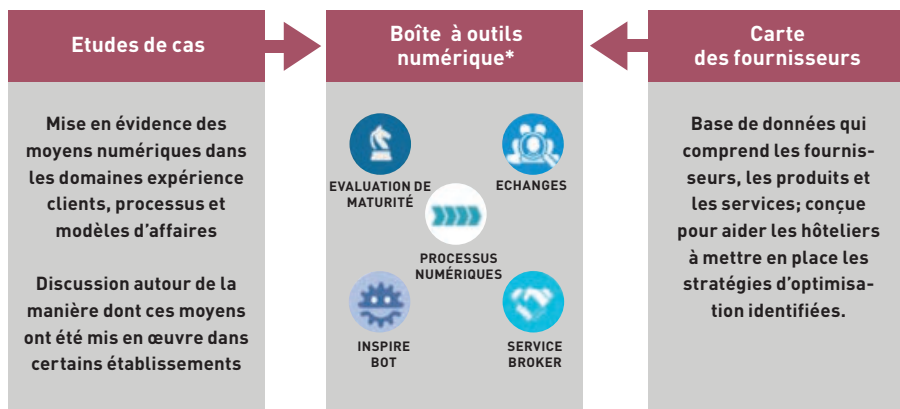 Etudes de cas
Mise en évidence des
moyens numériques dans
les domaines expérience
clients, processus et
modèles d’affaires
Discussion autour de la
manière dont ces moyens
ont été mis en œuvre dans
certains établissements
Boîte à outils
numérique*
EVALUATION DE
MATURITÉ
ECHANGES
PROCESSUS
NUMÉRIQUES
INSPIRE
BOT
SERVICE
BROKER
Carte
des fournisseurs
Base de données qui
comprend les fournis-
seurs, les produits et
les services; conçue
pour aider les hôteliers
à mettre en place les
stratégies d’optimisa-
tion identifiées.